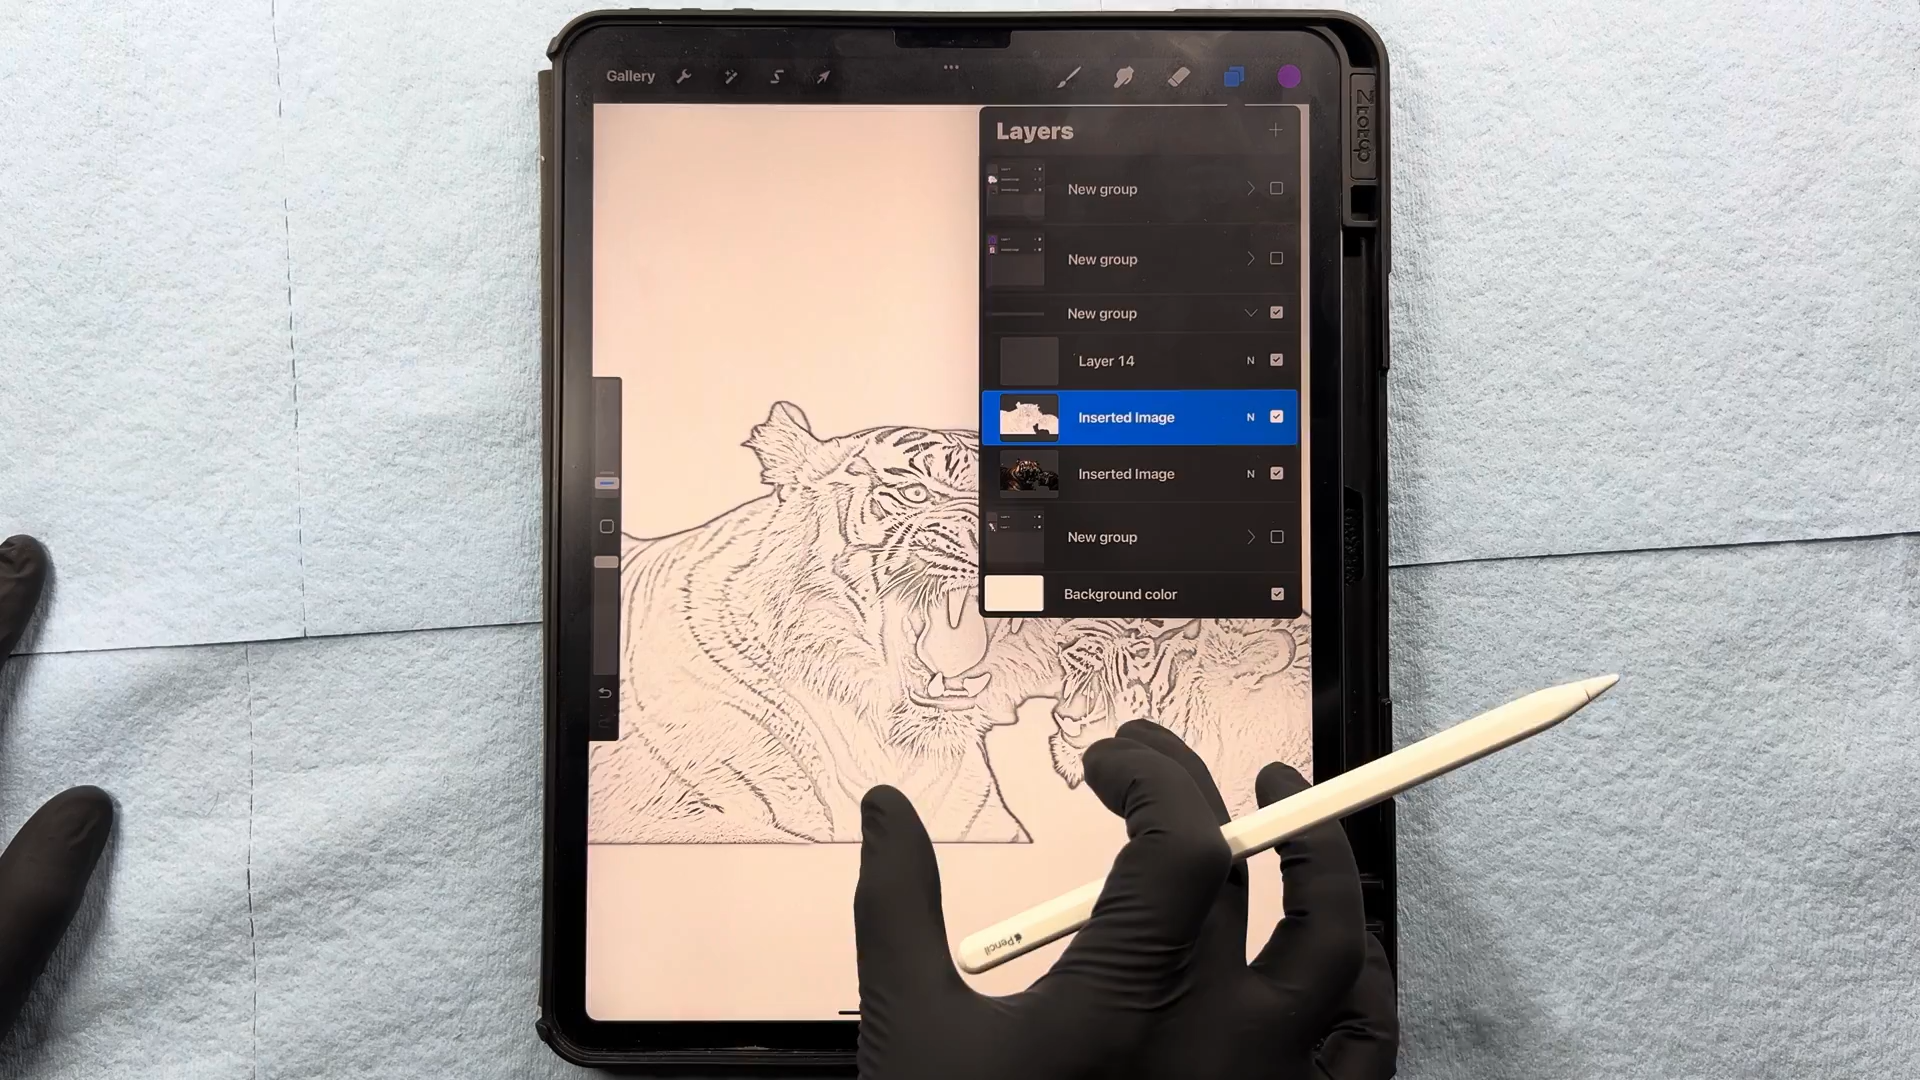 Gallery
Layers
New group
New group
New group
Layer 14
N
Inserted Image
N
Inserted Image
N
New group
Background color
Ztotop
Pencil